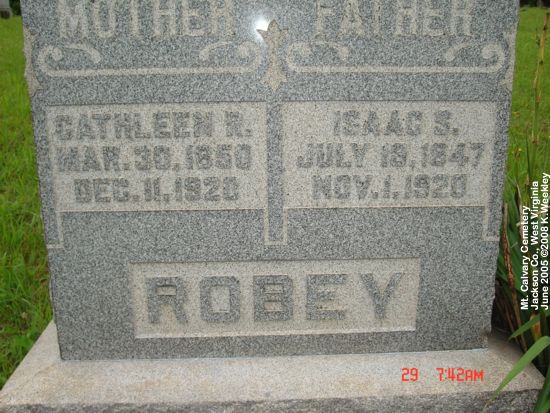 MOTHER
FATHER
CATHLEEN R.
MAR. 30, 1850
DEC. 11, 1920
ISAAC S.
JULY 19, 1847
NOV. 1, 1920
ROBEY
29 7:42AM
Mt. Calvary Cemetery
Jackson Co., West Virginia
June 2005 ©2008 K Weekley